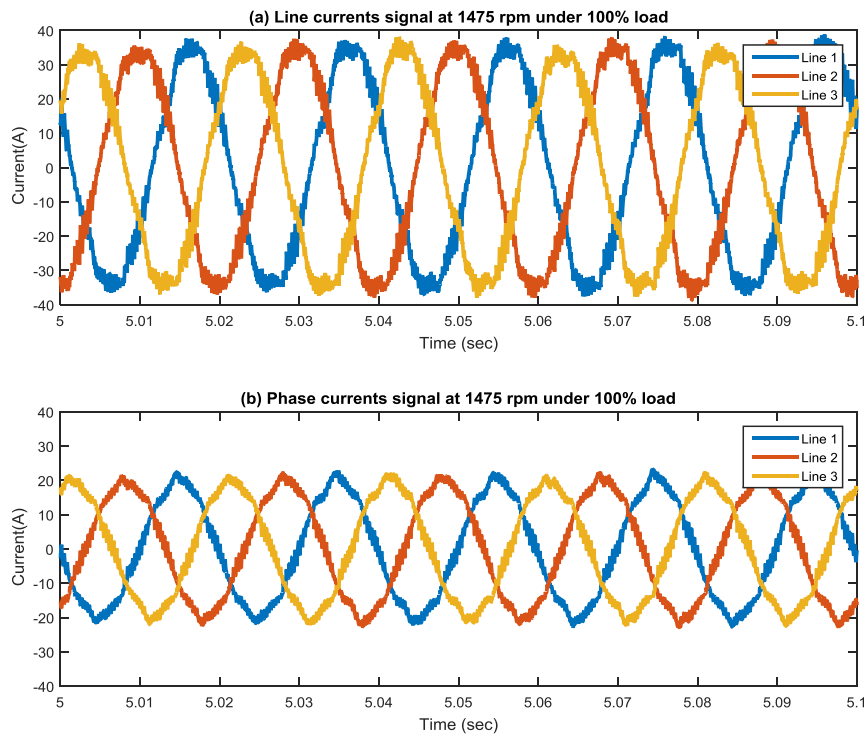 (a) Line currents signal at 1475 rpm under 100% load
40
30
20
10
0
-10
-20
-30
-40
Current(A)
Line 1
Line 2
Line 3
5 5.01 5.02 5.03 5.04 5.05 5.06 5.07 5.08 5.09 5.1
Time (sec)
(b) Phase currents signal at 1475 rpm under 100% load
40
30
20
10
0
-10
-20
-30
-40
Current(A)
Line 1
Line 2
Line 3
5 5.01 5.02 5.03 5.04 5.05 5.06 5.07 5.08 5.09 5.1
Time (sec)